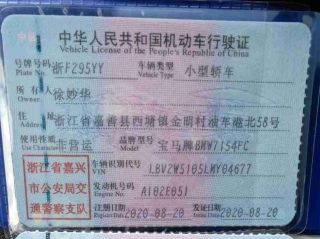 中华人民共和国机动车行驶证
Vehicle License of the People's Republic of China
号牌号码 浙F295YY 车辆类型 小型轿车
Plate No. Vehicle Type
所有人 徐妙华
Owner
住址 浙江省嘉善县西塘镇金明村油车港北58号
Address
使用性质 非营运 品牌型号 宝马牌BMW7154FC
Use Character Model
浙江省嘉兴
市公安局交
通警察支队
车辆识别代号 LBV2W5105LMY04677
VIN
发动机号码 A102E051
Engine No.
注册日期 2020-08-20 发证日期 2020-08-20
Register Date Issue Date